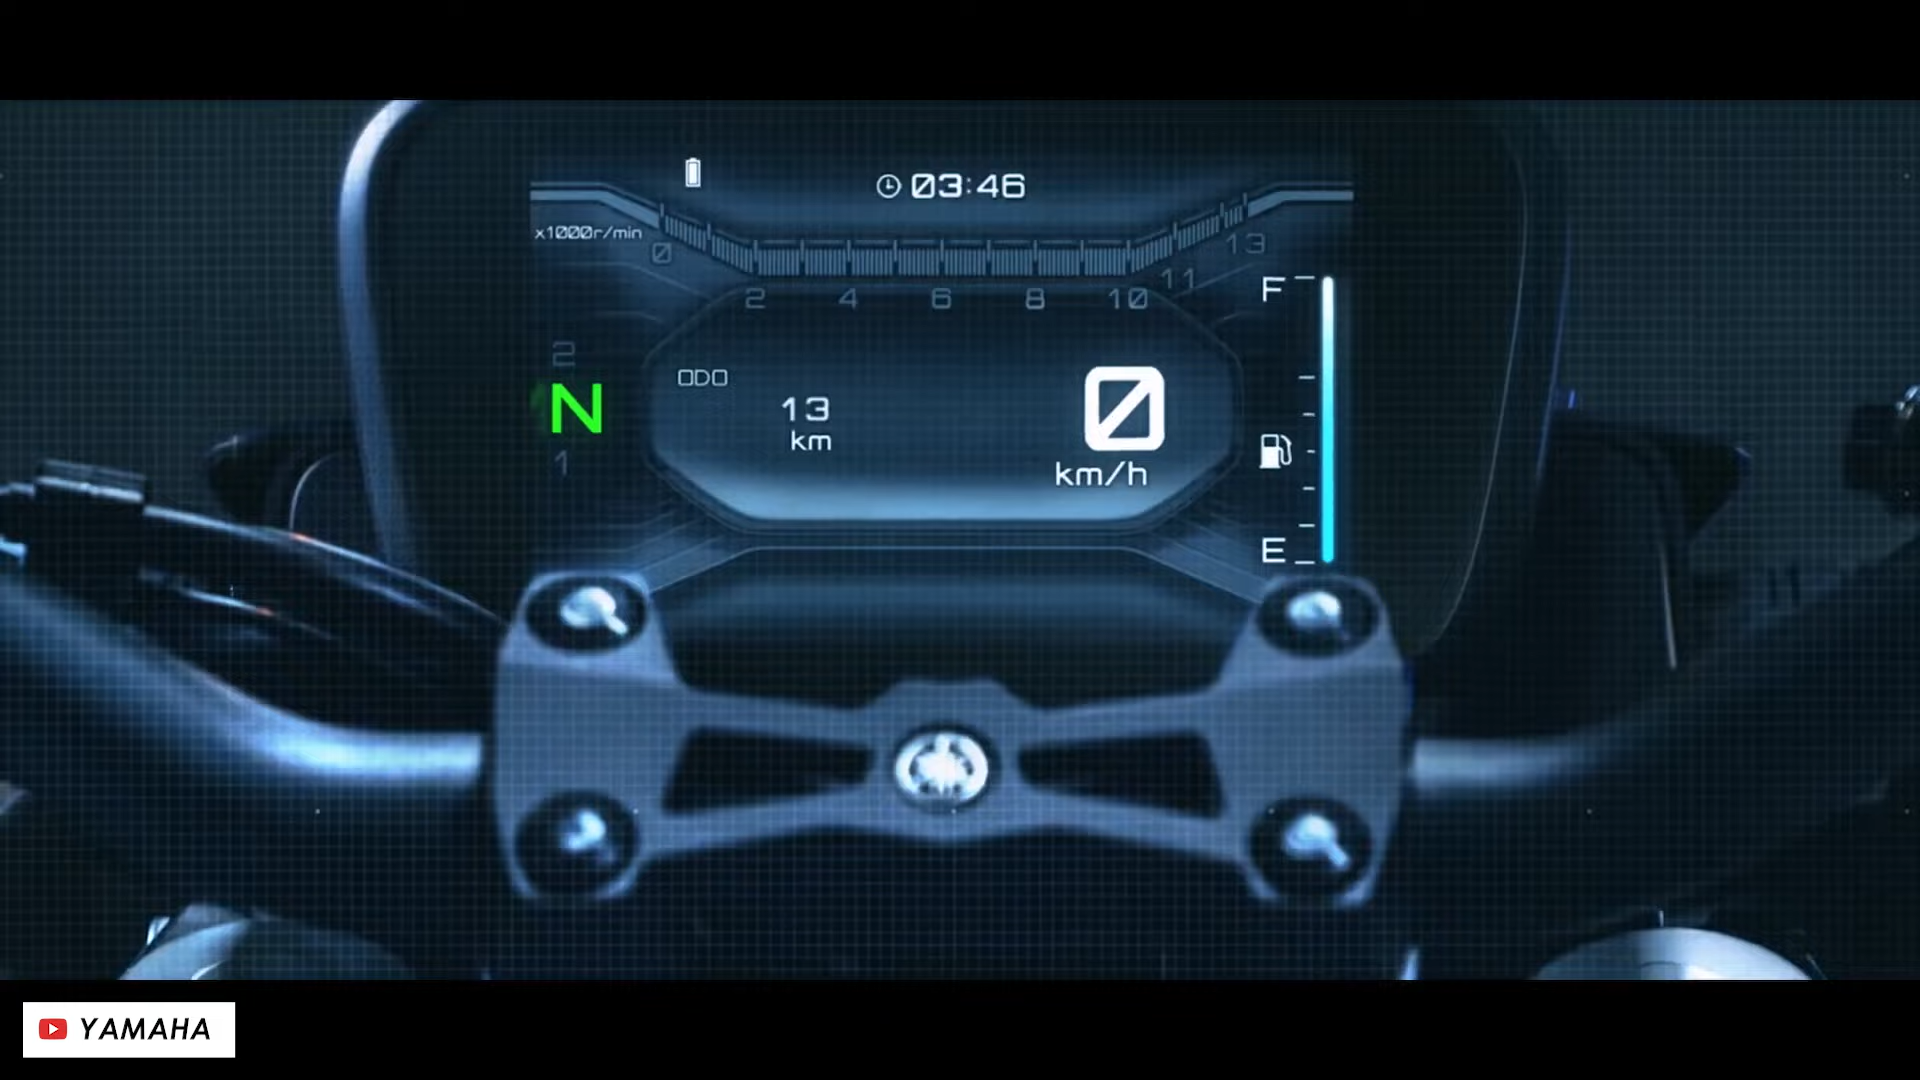 03:46
x1000r/min
0 2 4 6 8 10 11 13
F
2
N
1
ODO
13
km
0
km/h
E
YAMAHA